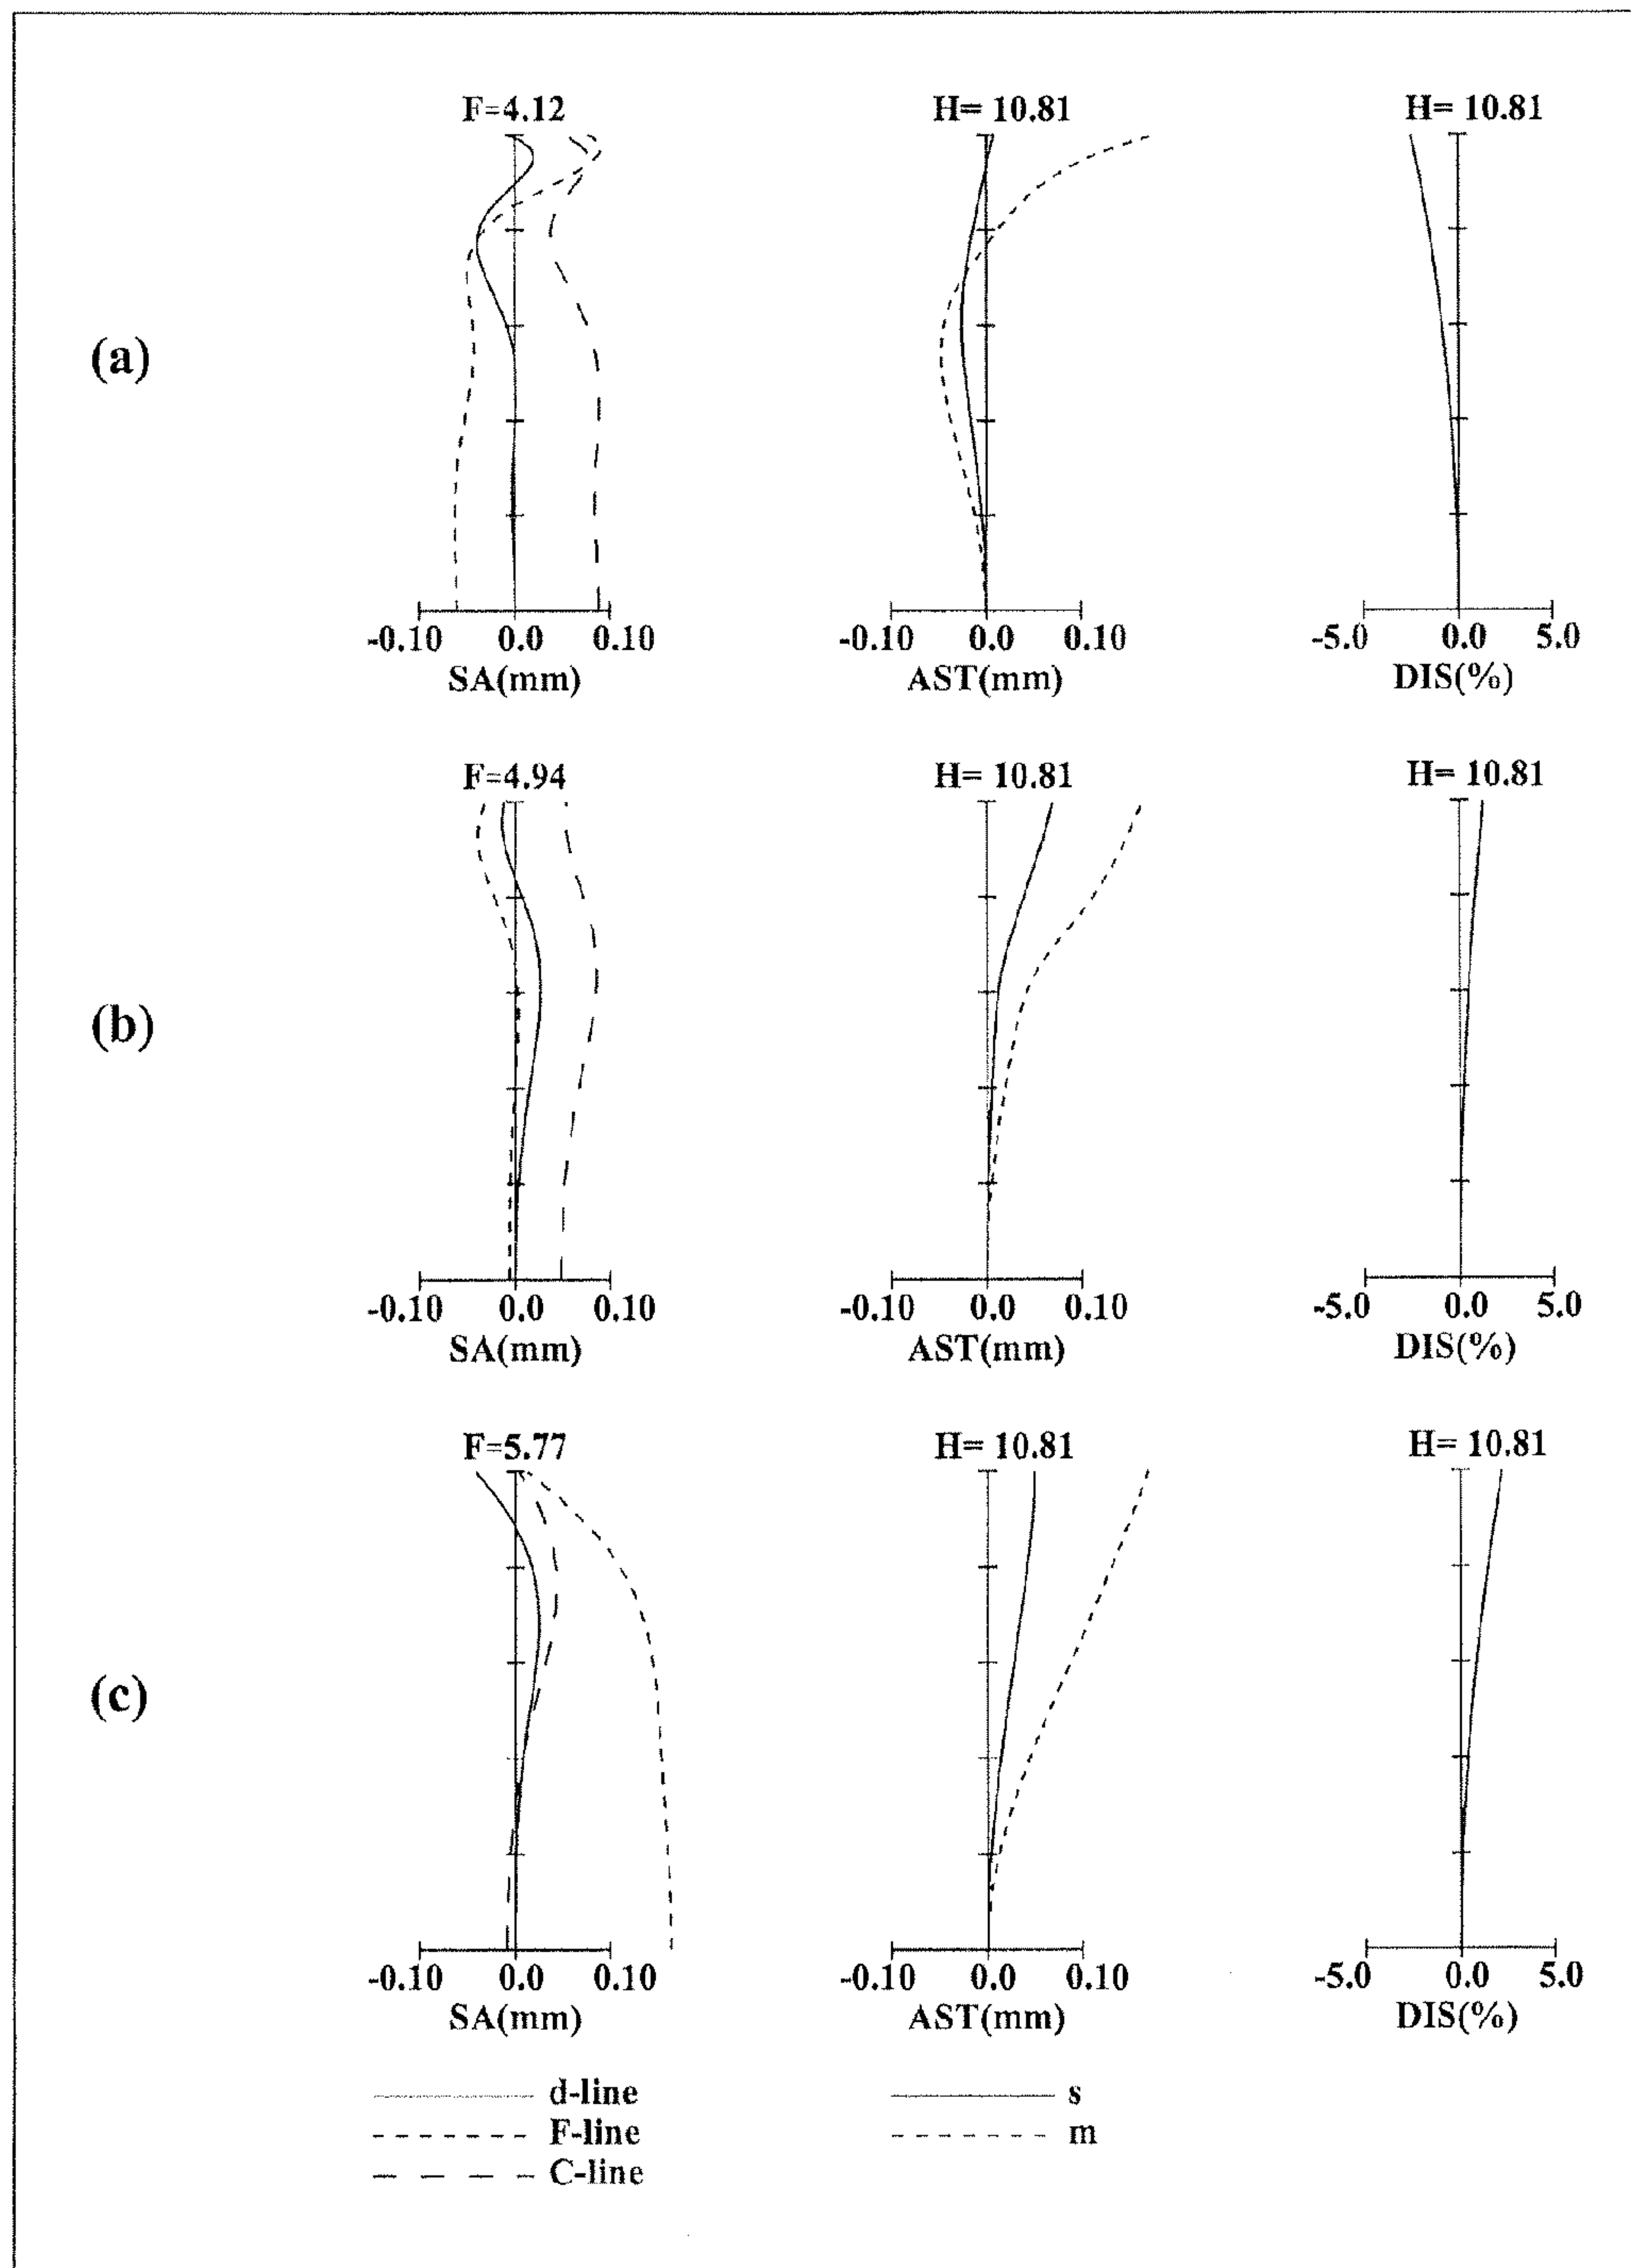 F=4.12 H= 10.81 H= 10.81
(a)
-0.10 0.0 0.10 -0.10 0.0 0.10 -5.0 0.0 5.0
SA(mm) AST(mm) DIS(%)
F=4.94 H= 10.81 H= 10.81
(b)
-0.10 0.0 0.10 -0.10 0.0 0.10 -5.0 0.0 5.0
SA(mm) AST(mm) DIS(%)
F=5.77 H= 10.81 H= 10.81
(c)
-0.10 0.0 0.10 -0.10 0.0 0.10 -5.0 0.0 5.0
SA(mm) AST(mm) DIS(%)
d-line s
F-line m
C-line